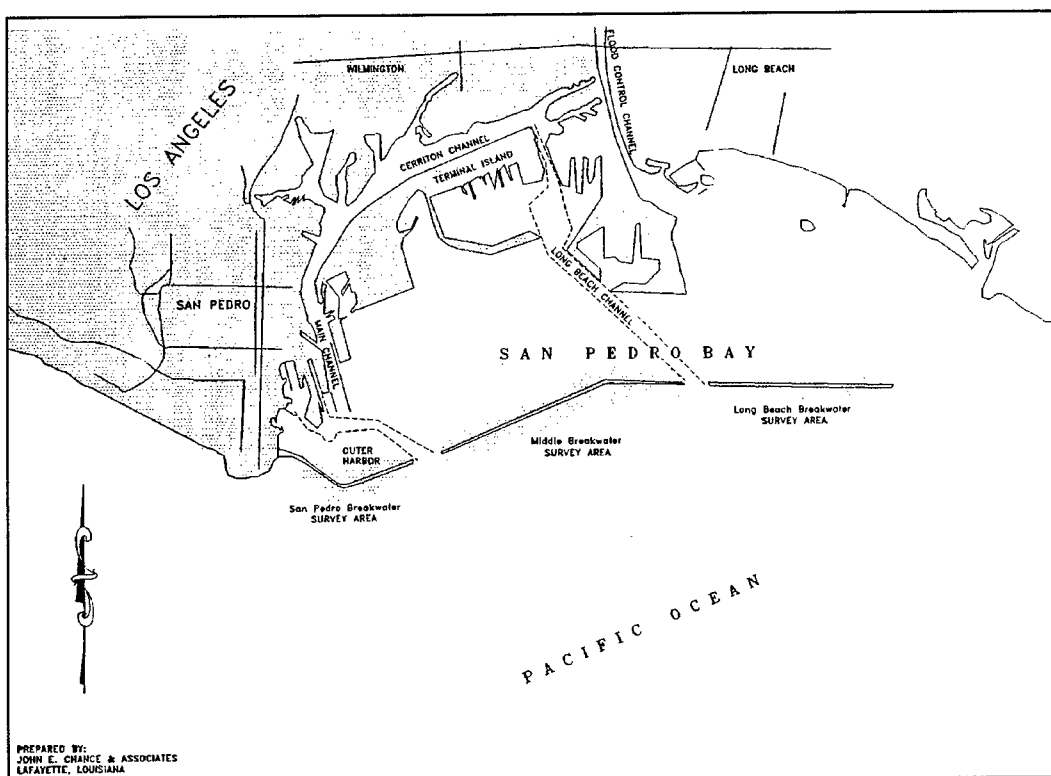 WILMINGTON
FLOOD CONTROL CHANNEL
LONG BEACH
LOS ANGELES
CERRITON CHANNEL
TERMINAL ISLAND
LONG BEACH CHANNEL
SAN PEDRO
MAIN CHANNEL
SAN PEDRO BAY
Long Beach Breakwater
SURVEY AREA
Middle Breakwater
SURVEY AREA
OUTER
HARBOR
San Pedro Breakwater
SURVEY AREA
PACIFIC OCEAN
PREPARED BY:
JOHN E. CHANCE & ASSOCIATES
LAFAYETTE, LOUISIANA